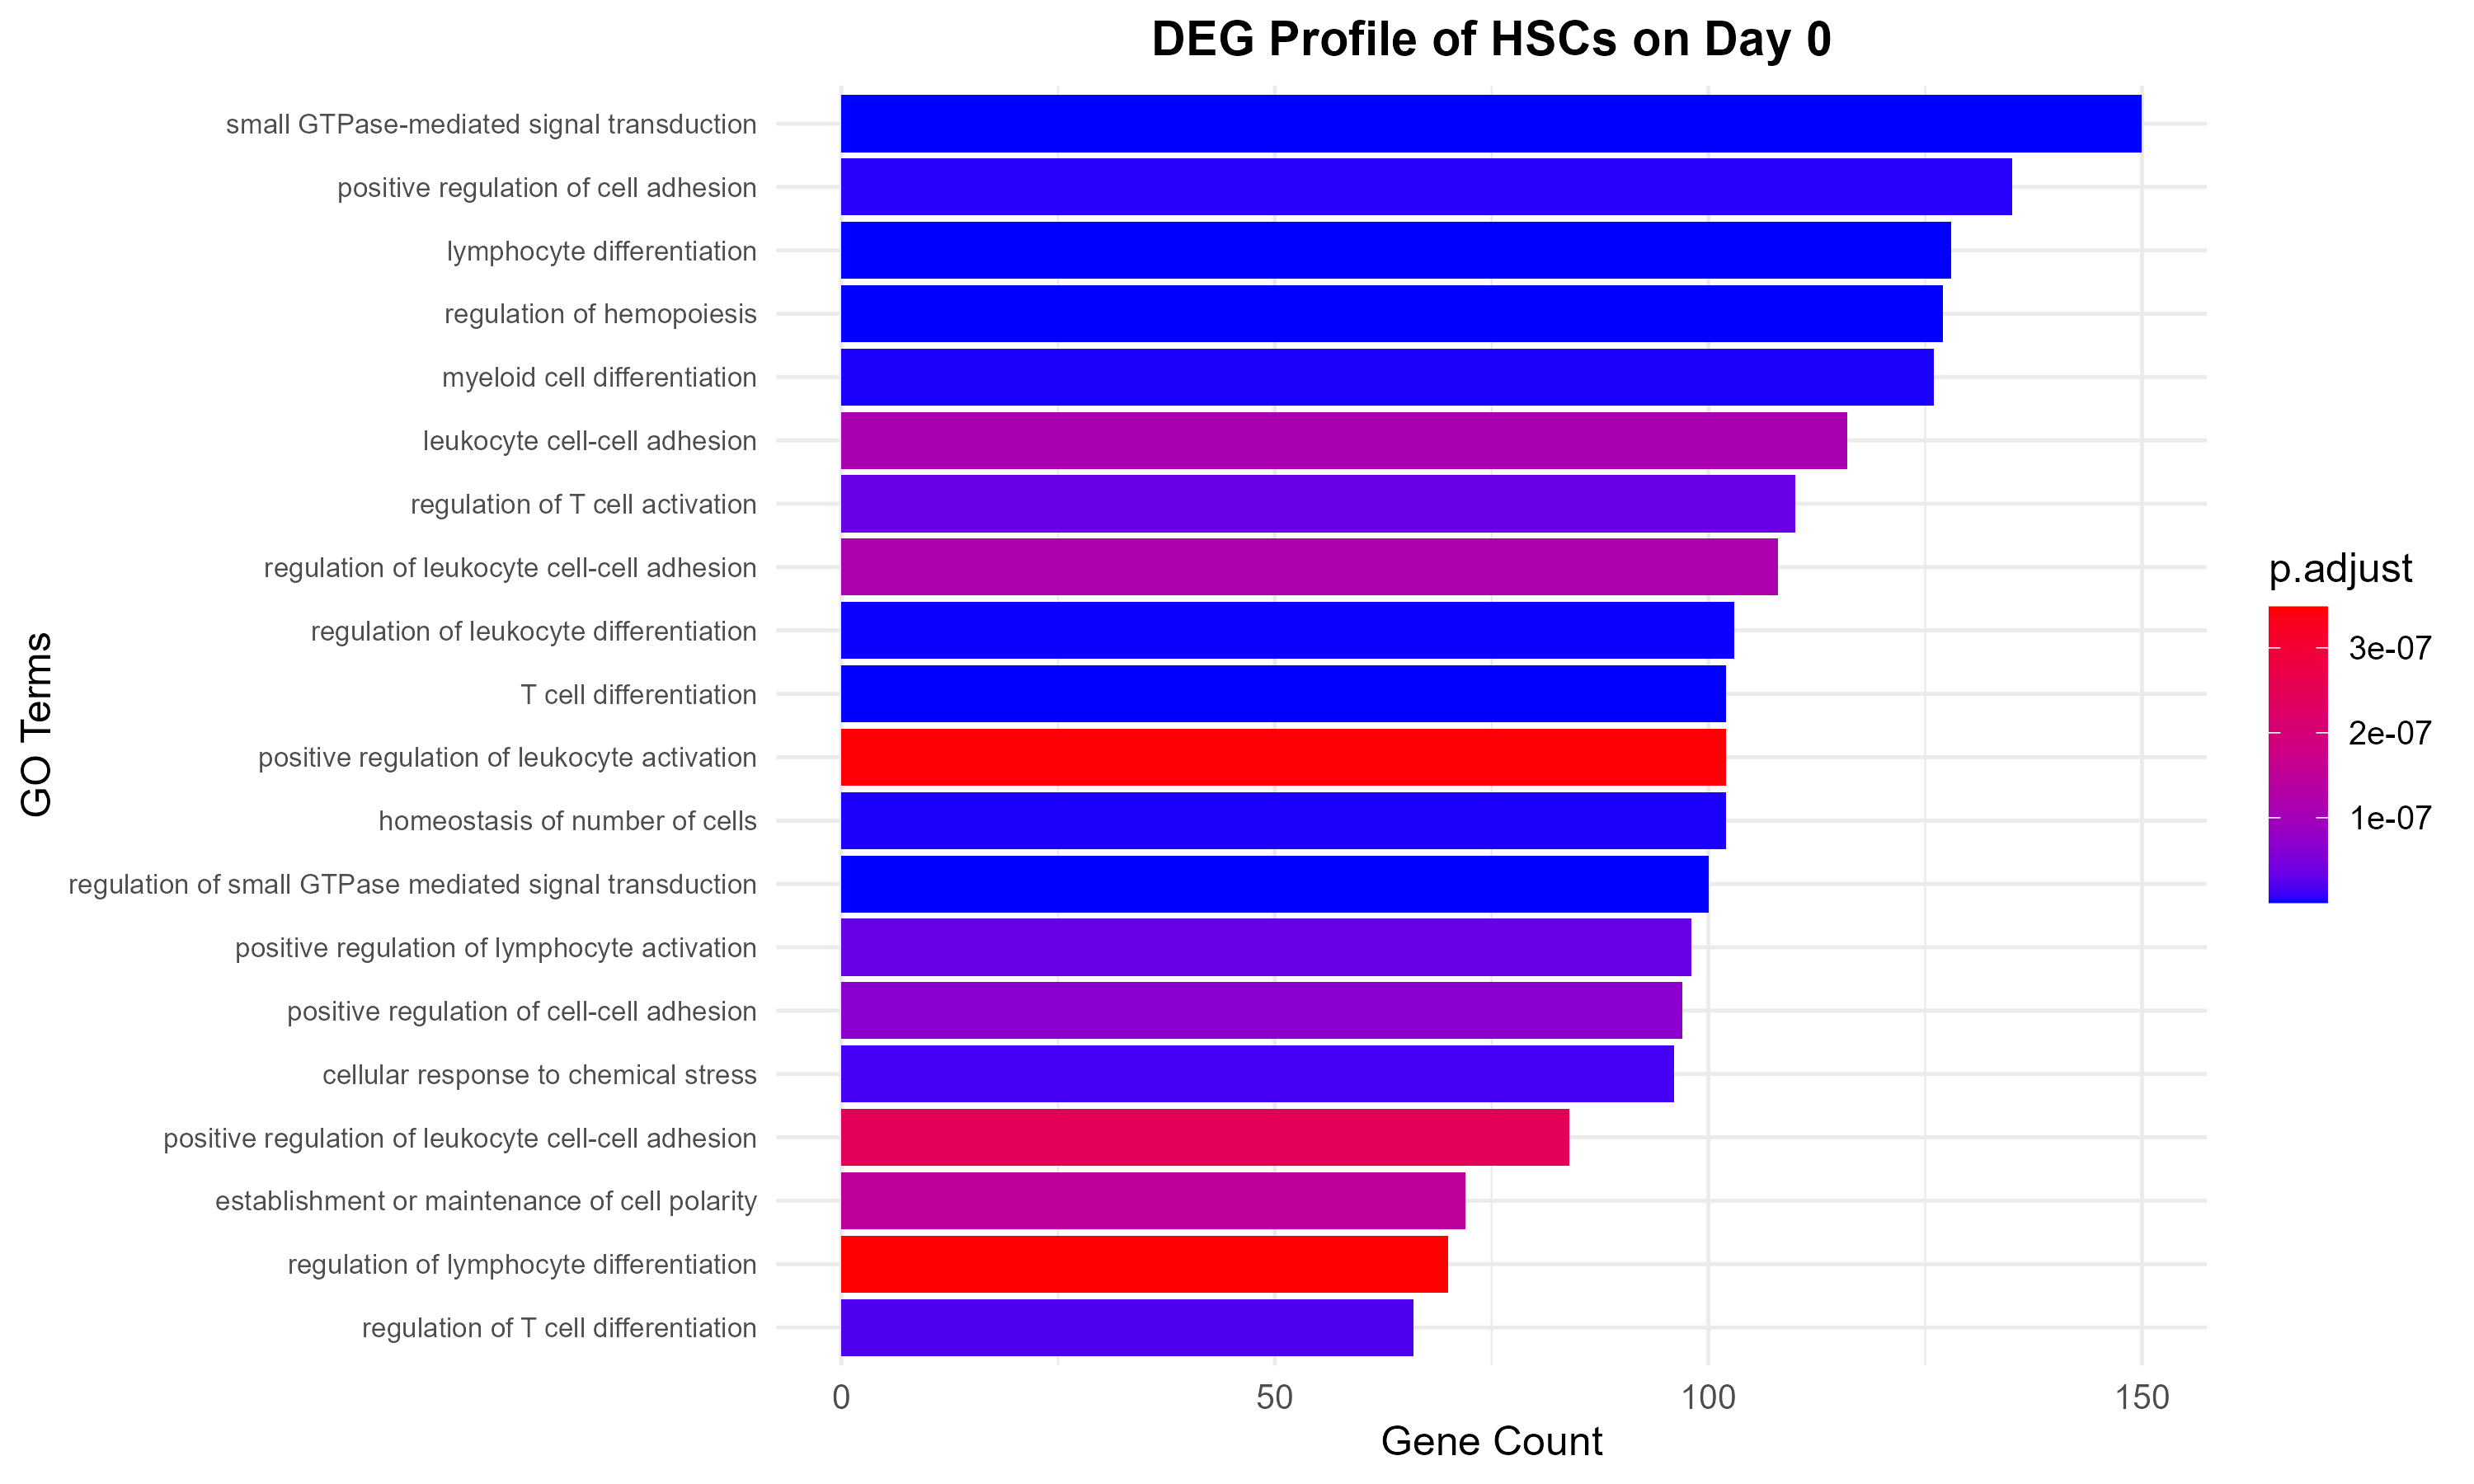 DEG Profile of HSCs on Day 0
small GTPase-mediated signal transduction
positive regulation of cell adhesion
lymphocyte differentiation
regulation of hemopoiesis
myeloid cell differentiation
leukocyte cell-cell adhesion
regulation of T cell activation
regulation of leukocyte cell-cell adhesion
regulation of leukocyte differentiation
T cell differentiation
positive regulation of leukocyte activation
homeostasis of number of cells
regulation of small GTPase mediated signal transduction
positive regulation of lymphocyte activation
positive regulation of cell-cell adhesion
cellular response to chemical stress
positive regulation of leukocyte cell-cell adhesion
establishment or maintenance of cell polarity
regulation of lymphocyte differentiation
regulation of T cell differentiation
GO Terms
0 50 100 150
Gene Count
p.adjust
3e-07
2e-07
1e-07